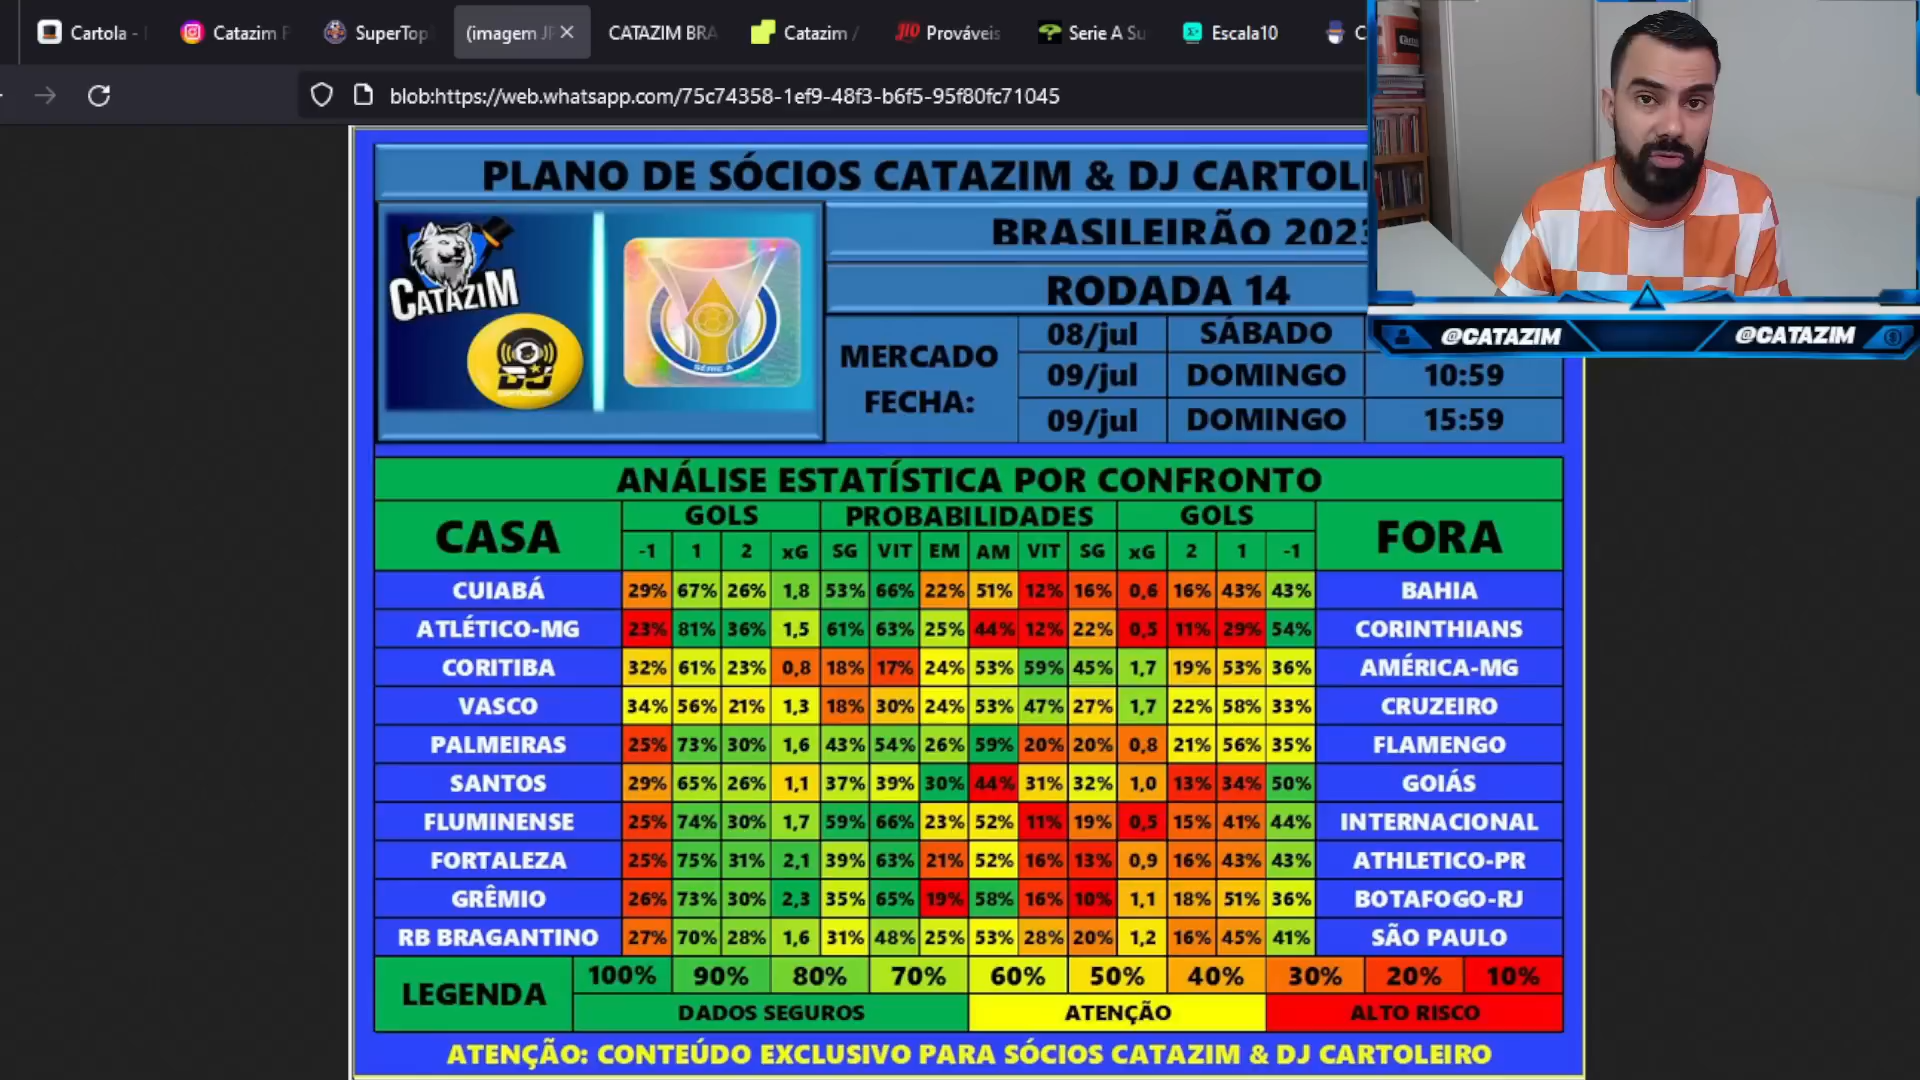 Cartola -
Catazim F
SuperTop
(imagem JP
CATAZIM BRA
Catazim /
Prováveis
Serie A Su
Escala10
C
blob:https://web.whatsapp.com/75c74358-1ef9-48f3-b6f5-95f80fc71045
@CATAZIM @CATAZIM
PLANO DE SÓCIOS CATAZIM & DJ CARTOL
CATAZIM
DJ
SÉRIE A
BRASILEIRÃO 2023
RODADA 14
MERCADO FECHA:
08/jul SÁBADO
09/jul DOMINGO 10:59
09/jul DOMINGO 15:59
ANÁLISE ESTATÍSTICA POR CONFRONTO
CASA GOLS PROBABILIDADES GOLS FORA
-1 1 2 xG SG VIT EM AM VIT SG xG 2 1 -1
CUIABÁ 29% 67% 26% 1,8 53% 66% 22% 51% 12% 16% 0,6 16% 43% 43% BAHIA
ATLÉTICO-MG 23% 81% 36% 1,5 61% 63% 25% 44% 12% 22% 0,5 11% 29% 54% CORINTHIANS
CORITIBA 32% 61% 23% 0,8 18% 17% 24% 53% 59% 45% 1,7 19% 53% 36% AMÉRICA-MG
VASCO 34% 56% 21% 1,3 18% 30% 24% 53% 47% 27% 1,7 22% 58% 33% CRUZEIRO
PALMEIRAS 25% 73% 30% 1,6 43% 54% 26% 59% 20% 20% 0,8 21% 56% 35% FLAMENGO
SANTOS 29% 65% 26% 1,1 37% 39% 30% 44% 31% 32% 1,0 13% 34% 50% GOIÁS
FLUMINENSE 25% 74% 30% 1,7 59% 66% 23% 52% 11% 19% 0,5 15% 41% 44% INTERNACIONAL
FORTALEZA 25% 75% 31% 2,1 39% 63% 21% 52% 16% 13% 0,9 16% 43% 43% ATHLETICO-PR
GRÊMIO 26% 73% 30% 2,3 35% 65% 19% 58% 16% 10% 1,1 18% 51% 36% BOTAFOGO-RJ
RB BRAGANTINO 27% 70% 28% 1,6 31% 48% 25% 53% 28% 20% 1,2 16% 45% 41% SÃO PAULO
LEGENDA 100% 90% 80% 70% 60% 50% 40% 30% 20% 10%
DADOS SEGUROS ATENÇÃO ALTO RISCO
ATENÇÃO: CONTEÚDO EXCLUSIVO PARA SÓCIOS CATAZIM & DJ CARTOLEIRO